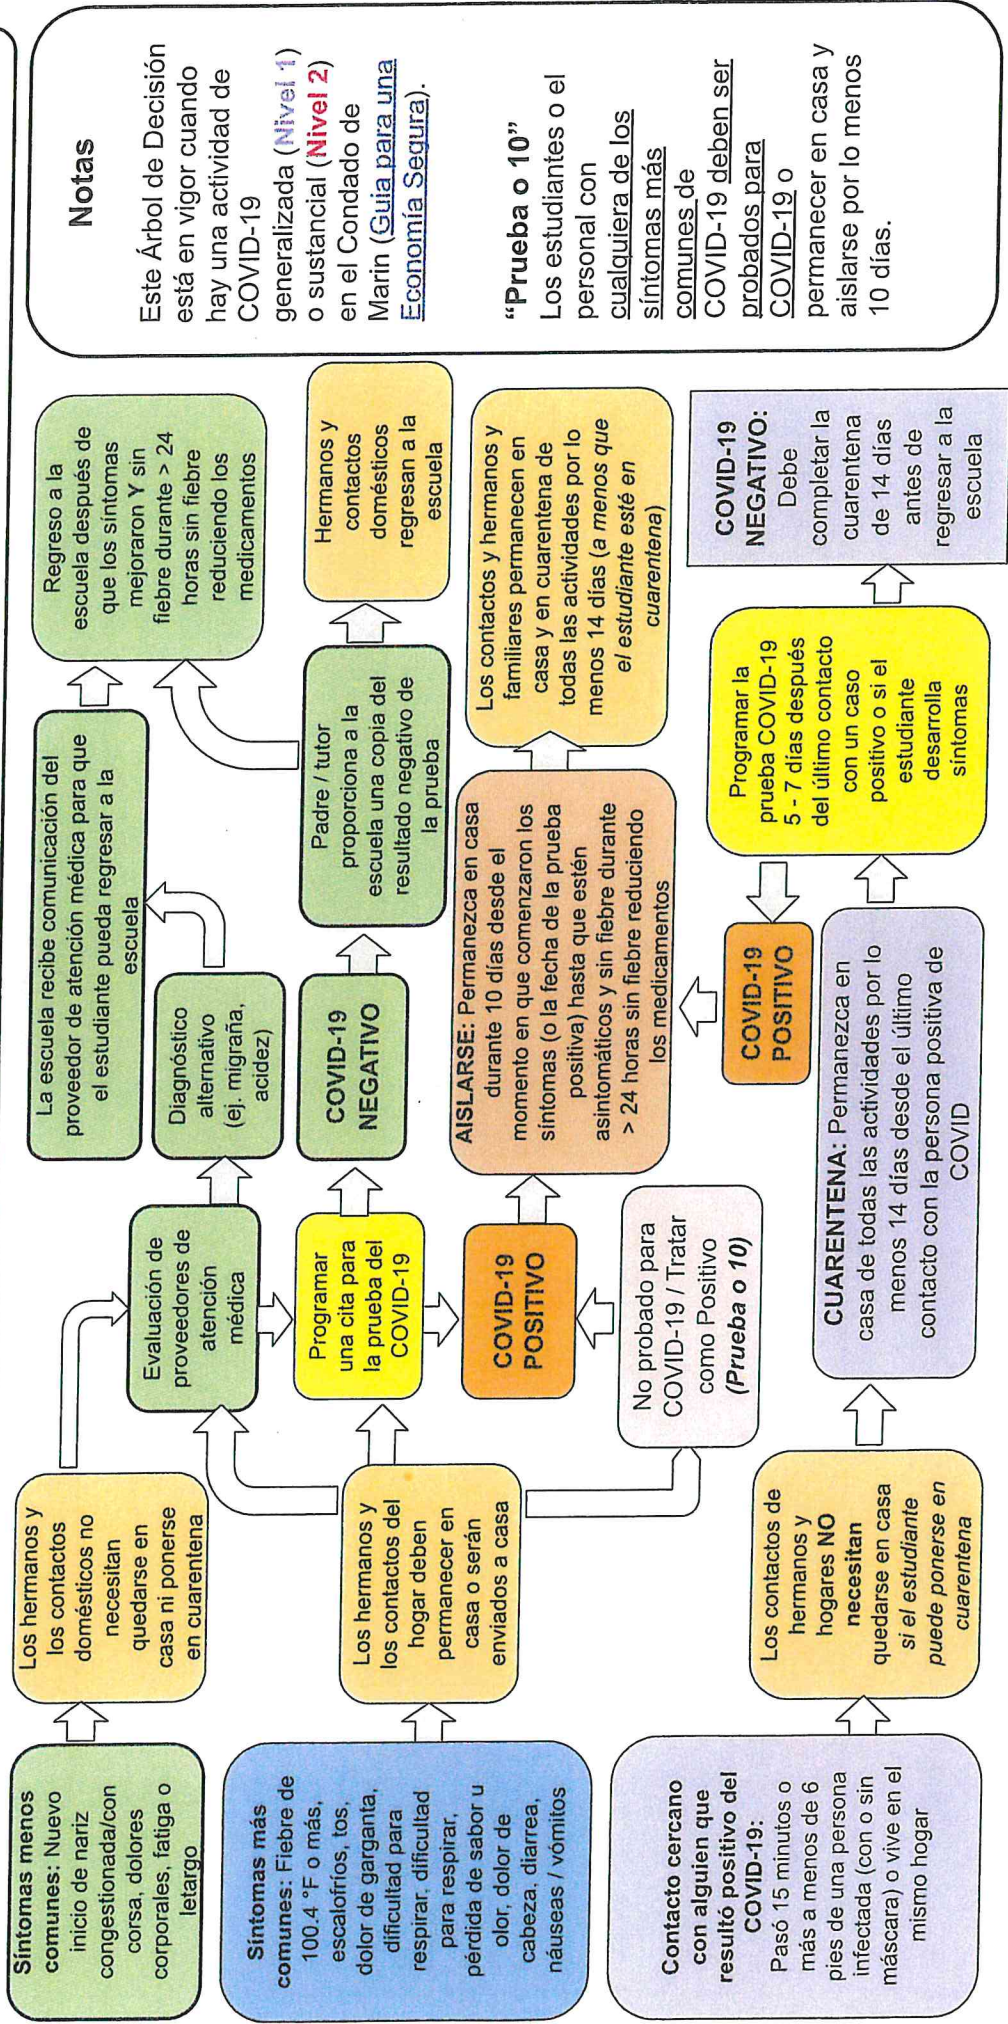 Síntomas menos
comunes: Nuevo
inicio de nariz
congestionada/con
corsa, dolores
corporales, fatiga o
letargo
Los hermanos y
los contactos
domésticos no
necesitan
quedarse en
casa ni ponerse
en cuarentena
Evaluación de
proveedores de
atención
médica
Diagnóstico
alternativo
(ej. migraña,
acidez)
La escuela recibe comunicación del
proveedor de atención médica para que
el estudiante pueda regresar a la
escuela
Regreso a la
escuela después de
que los síntomas
mejoraron Y sin
fiebre durante > 24
horas sin fiebre
reduciendo los
medicamentos
Síntomas más
comunes: Fiebre de
100.4 °F o más,
escalofríos, tos,
dolor de garganta,
dificultad para
respirar, dificultad
para respirar,
pérdida de sabor u
olor, dolor de
cabeza, diarrea,
náuseas / vómitos
Los hermanos y
los contactos del
hogar deben
permanecer en
casa o serán
enviados a casa
Programar
una cita para
la prueba del
COVID-19
COVID-19
NEGATIVO
Padre / tutor
proporciona a la
escuela una copia del
resultado negativo de
la prueba
Hermanos y
contactos
domésticos
regresan a la
escuela
COVID-19
POSITIVO
No probado para
COVID-19 / Tratar
como Positivo
(Prueba o 10)
AISLARSE: Permanezca en casa
durante 10 días desde el
momento en que comenzaron los
síntomas (o la fecha de la prueba
positiva) hasta que estén
asintomáticos y sin fiebre durante
> 24 horas sin fiebre reduciendo
los medicamentos
Los contactos y hermanos y
familiares permanecen en
casa y en cuarentena de
todas las actividades por lo
menos 14 días (a menos que
el estudiante esté en
cuarentena)
Contacto cercano
con alguien que
resultó positivo del
COVID-19:
Pasó 15 minutos o
más a menos de 6
pies de una persona
infectada (con o sin
máscara) o vive en el
mismo hogar
Los contactos de
hermanos y
hogares NO
necesitan
quedarse en casa
si el estudiante
puede ponerse en
cuarentena
CUARENTENA: Permanezca en
casa de todas las actividades por lo
menos 14 días desde el último
contacto con la persona positiva de
COVID
COVID-19
POSITIVO
Programar la
prueba COVID-19
5 - 7 días después
del último contacto
con un caso
positivo o si el
estudiante
desarrolla
síntomas
COVID-19
NEGATIVO:
Debe
completar la
cuarentena
de 14 días
antes de
regresar a la
escuela
Notas
Este Árbol de Decisión
está en vigor cuando
hay una actividad de
COVID-19
generalizada (Nivel 1)
o sustancial (Nivel 2)
en el Condado de
Marin (Guia para una
Economía Segura).
“Prueba o 10”
Los estudiantes o el
personal con
cualquiera de los
síntomas más
comunes de
COVID-19 deben ser
probados para
COVID-19 o
permanecer en casa y
aislarse por lo menos
10 días.